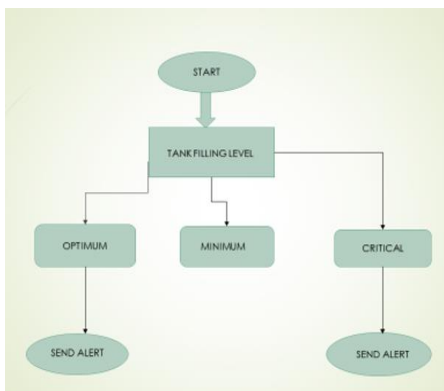 START
TANK FILLING LEVEL
OPTIMUM
MINIMUM
CRITICAL
SEND ALERT
SEND ALERT